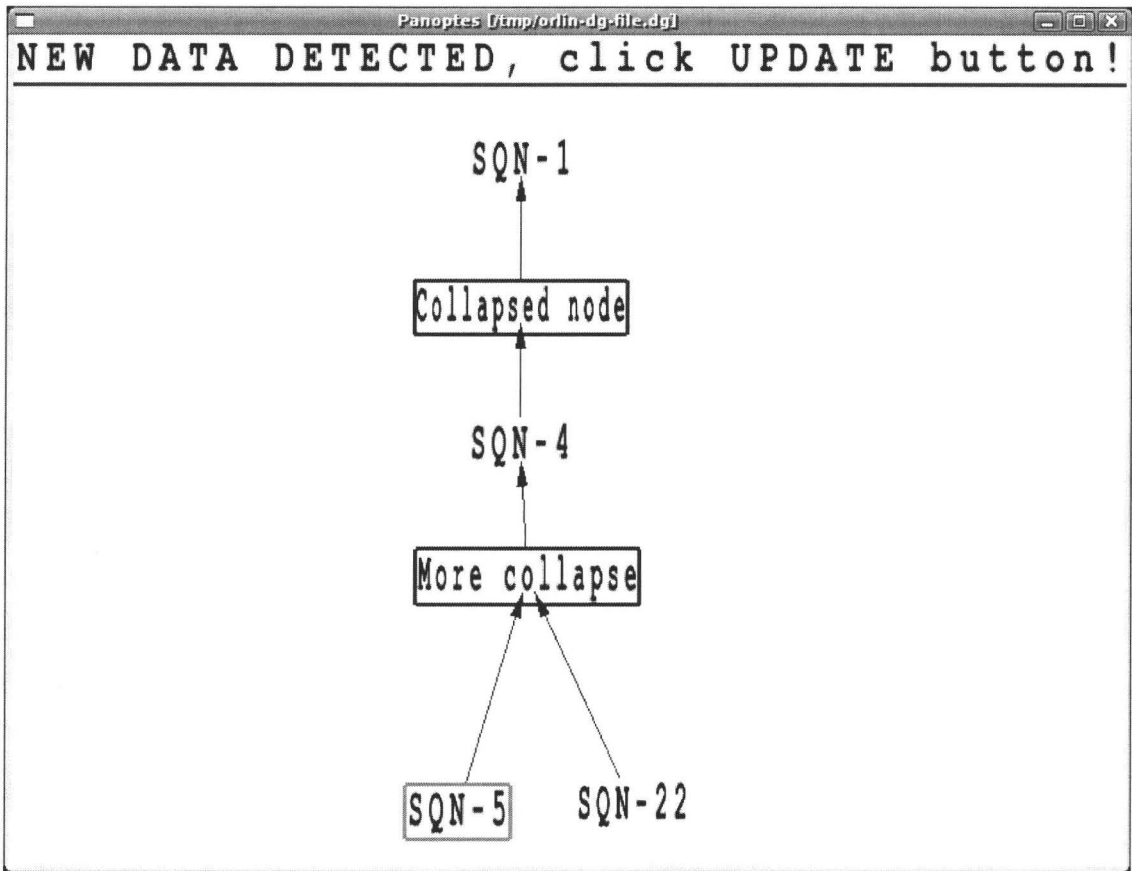 Panoptes [/tmp/orlin-dg-file.dg]
NEW DATA DETECTED, click UPDATE button!
SQN-1
Collapsed node
SQN-4
More collapse
SQN-5 SQN-22